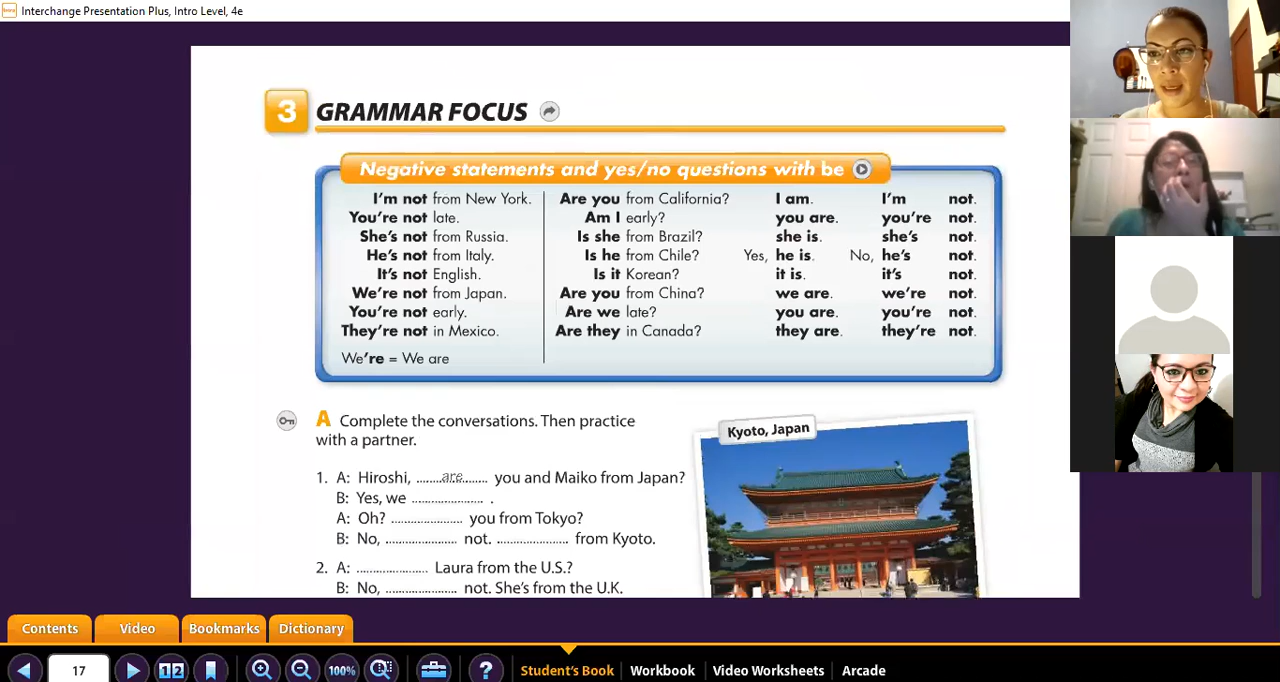 Interchange Presentation Plus, Intro Level, 4e
3 GRAMMAR FOCUS
Negative statements and yes/no questions with be
I'm not from New York. Are you from California? I am. I'm not.
You're not late. Am I early? you are. you're not.
She's not from Russia. Is she from Brazil? she is. she's not.
He's not from Italy. Is he from Chile? Yes, he is. No, he's not.
It's not English. Is it Korean? it is. it's not.
We're not from Japan. Are you from China? we are. we're not.
You're not early. Are we late? you are. you're not.
They're not in Mexico. Are they in Canada? they are. they're not.
We're = We are
A Complete the conversations. Then practice
with a partner.
Kyoto, Japan
1. A: Hiroshi, ........are........ you and Maiko from Japan?
B: Yes, we ...................... .
A: Oh? ...................... you from Tokyo?
B: No, ...................... not. ...................... from Kyoto.
2. A: ...................... Laura from the U.S.?
B: No, ...................... not. She's from the U.K.
Contents Video Bookmarks Dictionary
17 12 100% ? Student's Book Workbook Video Worksheets Arcade